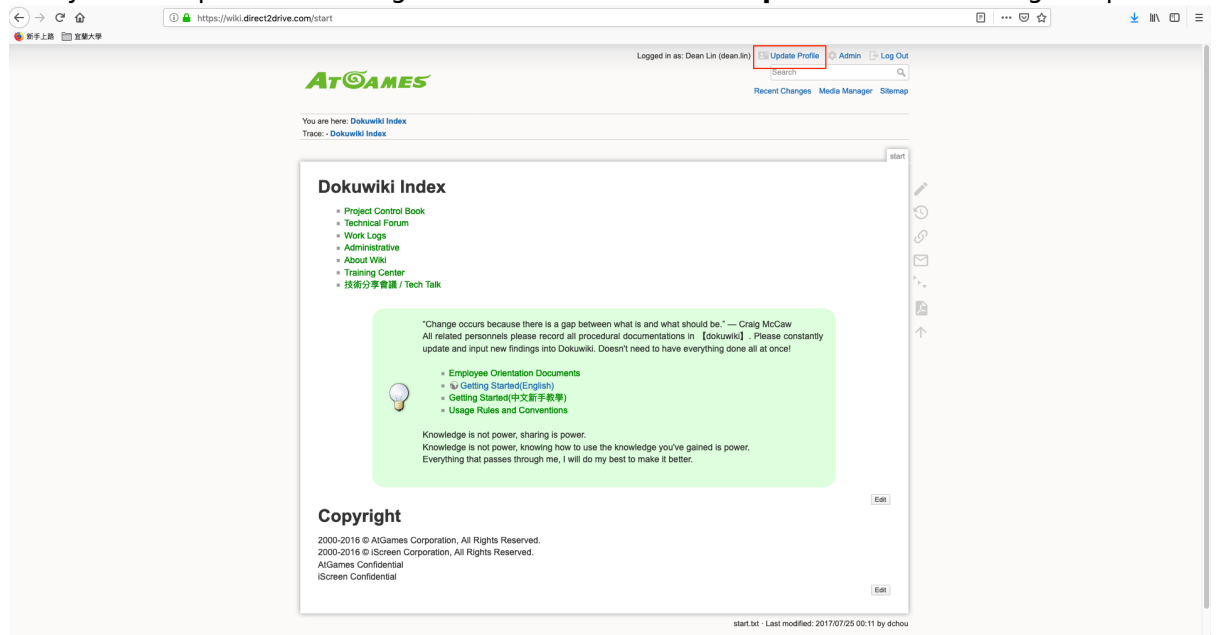 https://wiki.direct2drive.com/start
新手上路 宜蘭大學
Logged in as: Dean Lin (dean.lin) Update Profile Admin Log Out
ATGAMES
Search
Recent Changes Media Manager Sitemap
You are here: Dokuwiki Index
Trace: • Dokuwiki Index
start
Dokuwiki Index
Project Control Book
Technical Forum
Work Logs
Administrative
About Wiki
Training Center
技術分享會議 / Tech Talk
"Change occurs because there is a gap between what is and what should be." — Craig McCaw
All related personnels please record all procedural documentations in 【dokuwiki】. Please constantly
update and input new findings into Dokuwiki. Doesn't need to have everything done all at once!
Employee Orientation Documents
Getting Started(English)
Getting Started(中文新手教學)
Usage Rules and Conventions
Knowledge is not power, sharing is power.
Knowledge is not power, knowing how to use the knowledge you've gained is power.
Everything that passes through me, I will do my best to make it better.
Edit
Copyright
2000-2016 © AtGames Corporation, All Rights Reserved.
2000-2016 © iScreen Corporation, All Rights Reserved.
AtGames Confidential
iScreen Confidential
Edit
start.txt · Last modified: 2017/07/25 00:11 by dchou